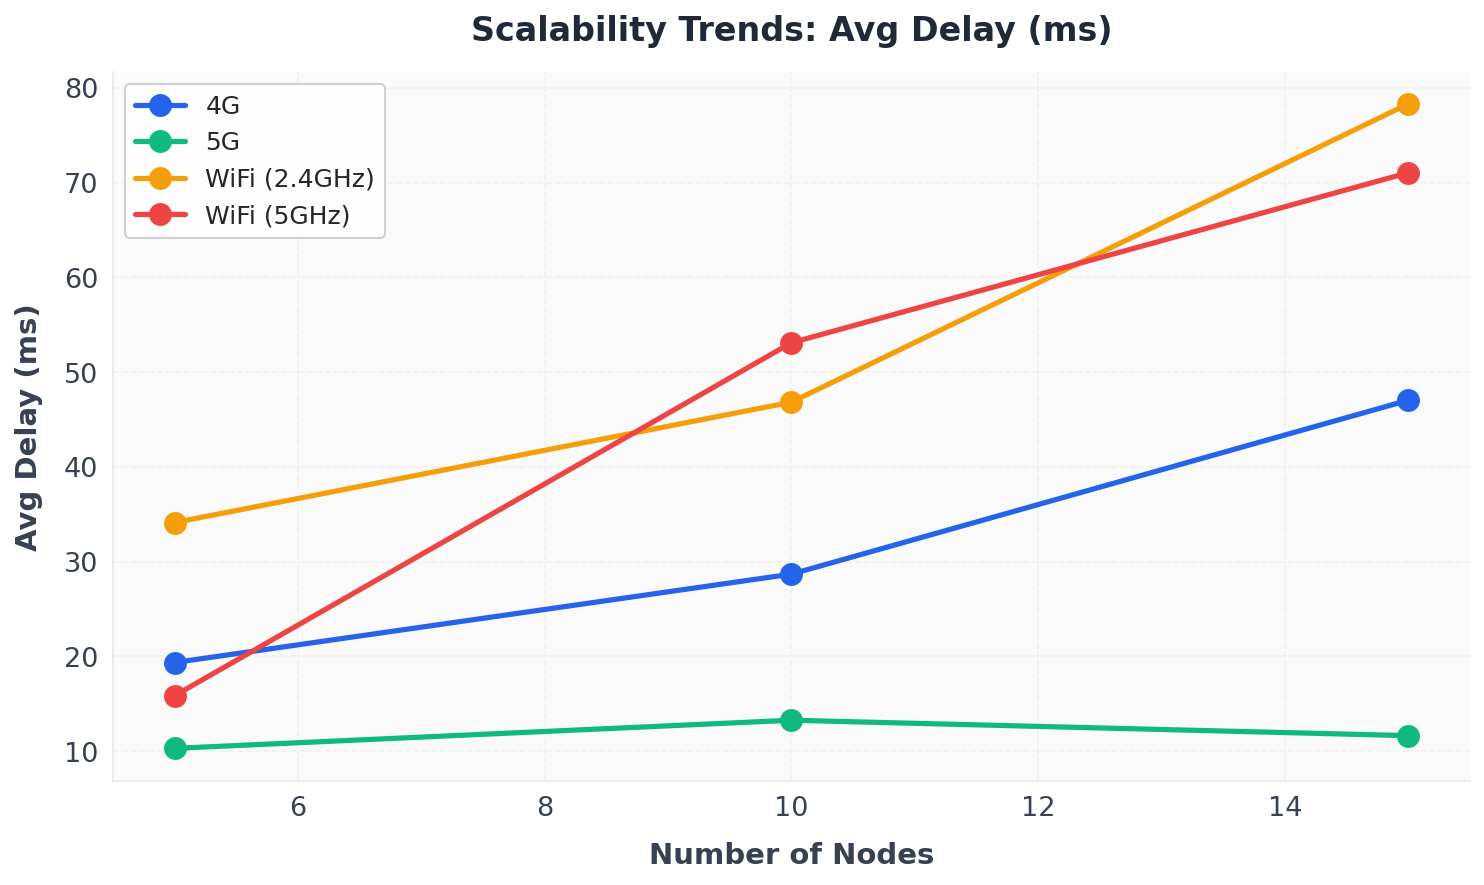 Scalability Trends: Avg Delay (ms)
80
70
60
50
40
30
20
10
4G
5G
WiFi (2.4GHz)
WiFi (5GHz)
Avg Delay (ms)
6 8 10 12 14
Number of Nodes